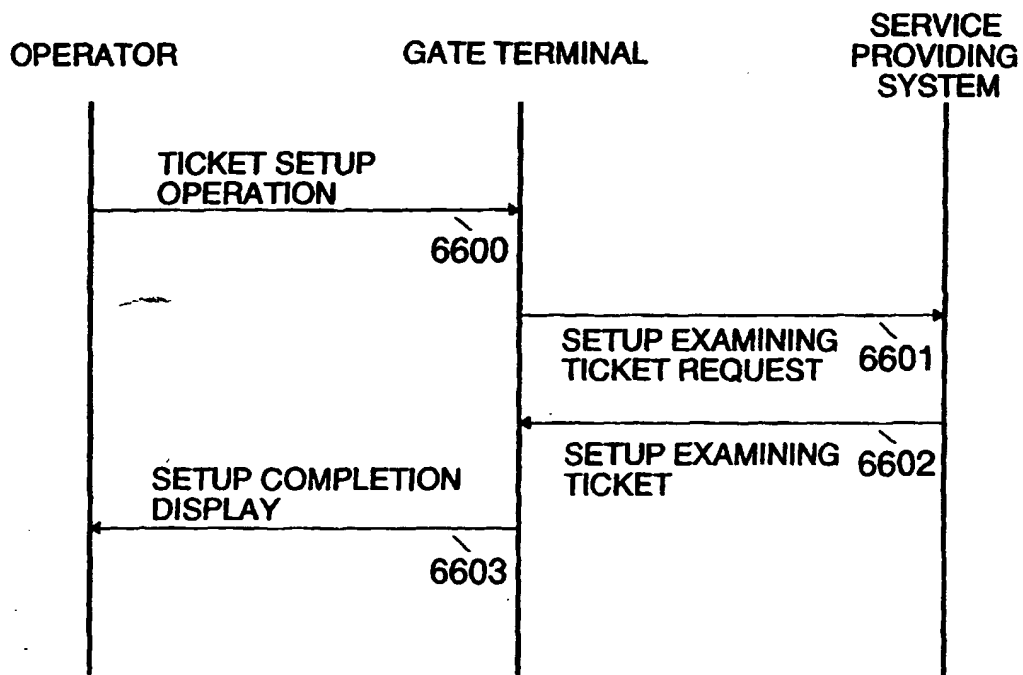 OPERATOR
GATE TERMINAL
SERVICE
PROVIDING
SYSTEM
TICKET SETUP
OPERATION
6600
SETUP EXAMINING
TICKET REQUEST
6601
SETUP EXAMINING
TICKET
6602
SETUP COMPLETION
DISPLAY
6603